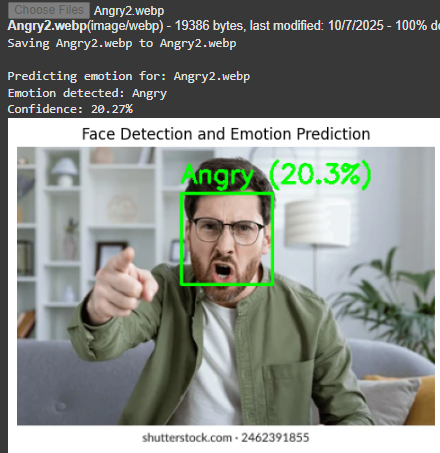 Choose Files Angry2.webp
Angry2.webp(image/webp) - 19386 bytes, last modified: 10/7/2025 - 100% d
Saving Angry2.webp to Angry2.webp
Predicting emotion for: Angry2.webp
Emotion detected: Angry
Confidence: 20.27%
Face Detection and Emotion Prediction
Angry (20.3%)
shutterstock.com · 2462391855